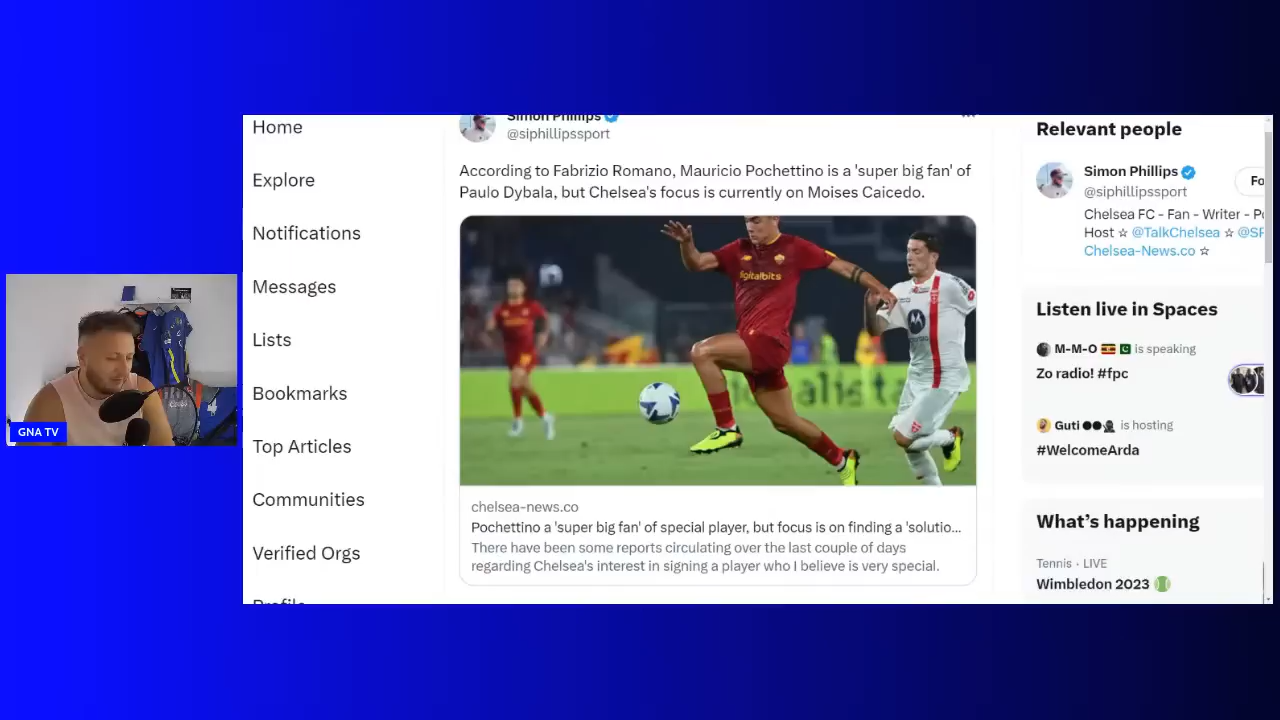 Home
Explore
Notifications
Messages
Lists
Bookmarks
Top Articles
Communities
Verified Orgs
Profile
GNA TV
Simon Phillips
@siphillipssport
According to Fabrizio Romano, Mauricio Pochettino is a 'super big fan' of
Paulo Dybala, but Chelsea's focus is currently on Moises Caicedo.
digitalbits
chelsea-news.co
Pochettino a 'super big fan' of special player, but focus is on finding a 'solutio...
There have been some reports circulating over the last couple of days
regarding Chelsea's interest in signing a player who I believe is very special.
Relevant people
Simon Phillips
@siphillipssport
Fo
Chelsea FC - Fan - Writer - Po
Host ☆ @TalkChelsea ☆ @SP
Chelsea-News.co ☆
Listen live in Spaces
M-M-O is speaking
Zo radio! #fpc
Guti is hosting
#WelcomeArda
What's happening
Tennis · LIVE
Wimbledon 2023